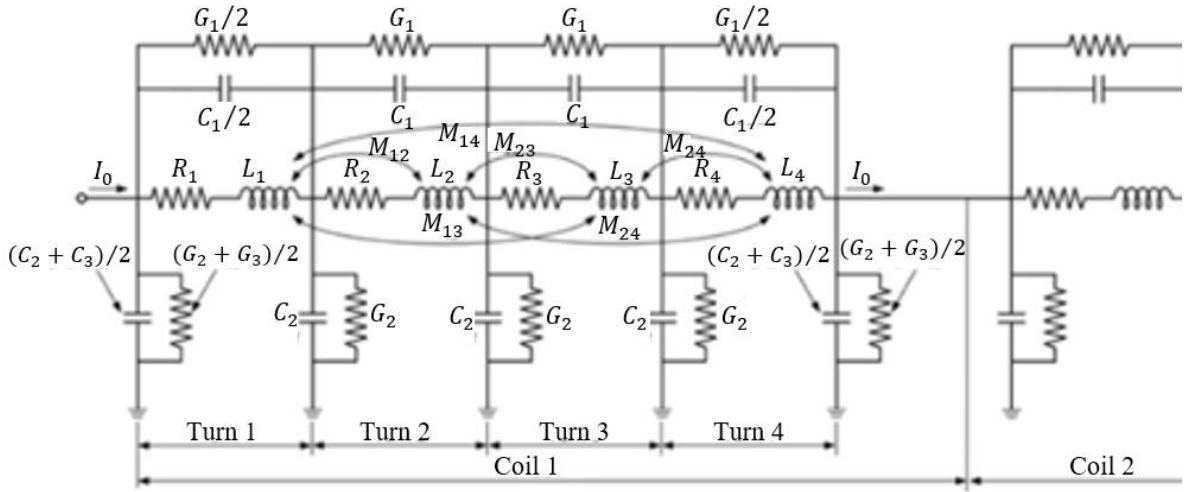 G₁/2 G₁ G₁ G₁/2
C₁/2 C₁ C₁ C₁/2
M₁₄
M₁₂ M₂₃ M₂₄
I₀ R₁ L₁ R₂ L₂ R₃ L₃ R₄ L₄ I₀
M₁₃ M₂₄
(C₂ + C₃)/2 (G₂ + G₃)/2 (C₂ + C₃)/2 (G₂ + G₃)/2
C₂ G₂ C₂ G₂ C₂ G₂
Turn 1 Turn 2 Turn 3 Turn 4
Coil 1 Coil 2